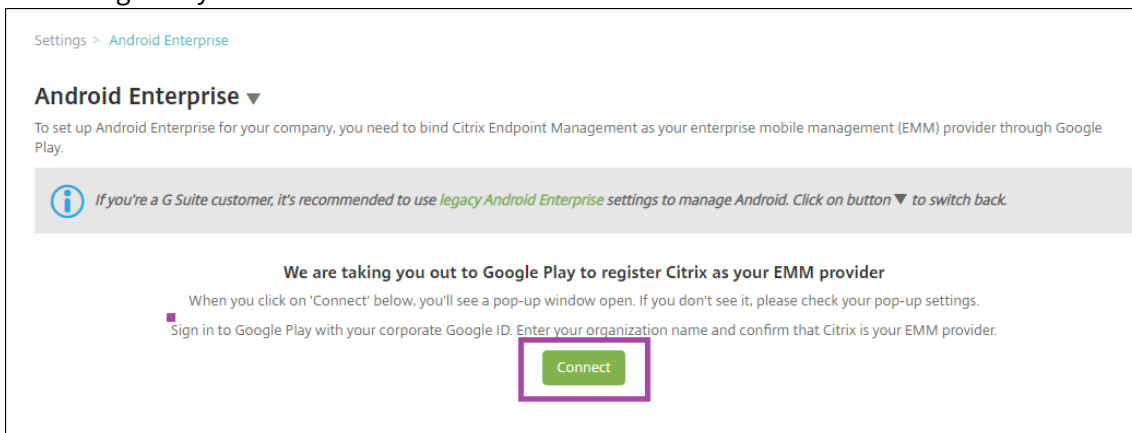 Settings > Android Enterprise
Android Enterprise ▼
To set up Android Enterprise for your company, you need to bind Citrix Endpoint Management as your enterprise mobile management (EMM) provider through Google
Play.
If you're a G Suite customer, it's recommended to use legacy Android Enterprise settings to manage Android. Click on button ▼ to switch back.
We are taking you out to Google Play to register Citrix as your EMM provider
When you click on 'Connect' below, you'll see a pop-up window open. If you don't see it, please check your pop-up settings.
Sign in to Google Play with your corporate Google ID. Enter your organization name and confirm that Citrix is your EMM provider.
Connect